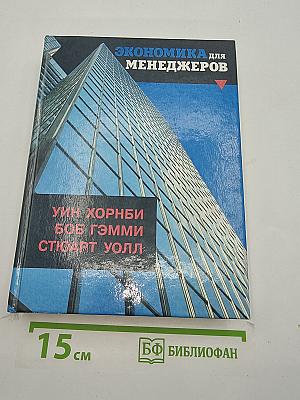 ЭКОНОМИКА для
МЕНЕДЖЕРОВ
УИН ХОРНБИ
БОБ ГЭММИ
СТЮАРТ УОЛЛ
15 см
БФ БИБЛИОФАН